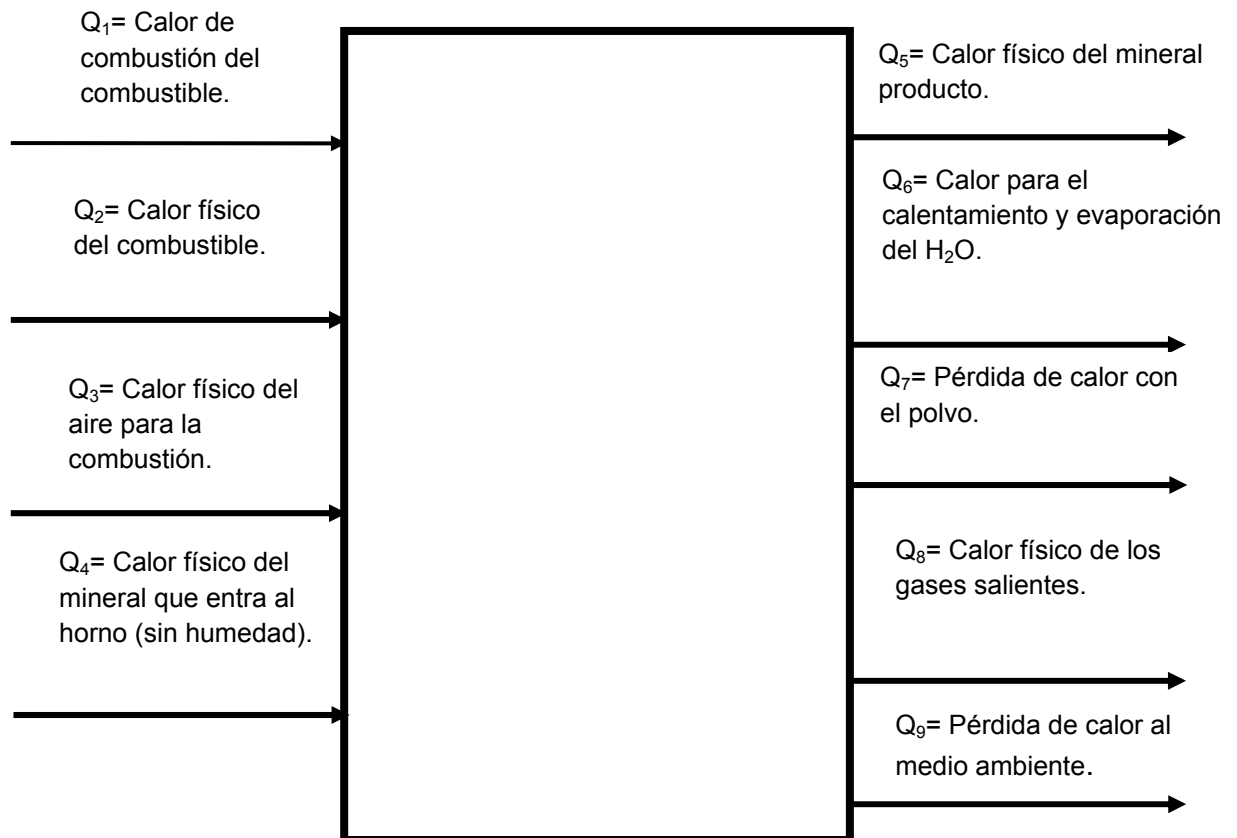 Q₁= Calor de
combustión del
combustible.
Q₂= Calor físico
del combustible.
Q₃= Calor físico del
aire para la
combustión.
Q₄= Calor físico del
mineral que entra al
horno (sin humedad).
Q₅= Calor físico del mineral
producto.
Q₆= Calor para el
calentamiento y evaporación
del H₂O.
Q₇= Pérdida de calor con
el polvo.
Q₈= Calor físico de los
gases salientes.
Q₉= Pérdida de calor al
medio ambiente.